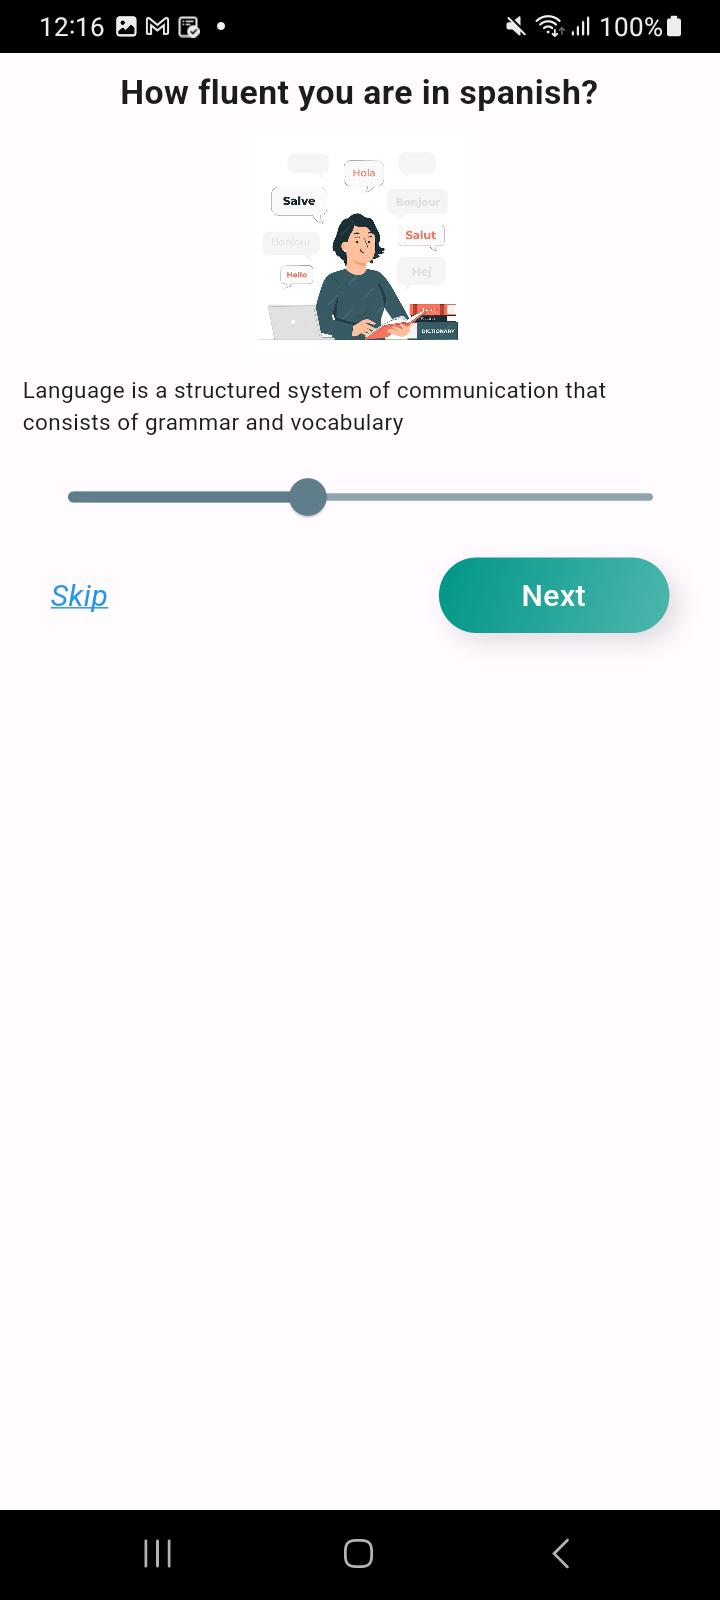 12:16
100%
How fluent you are in spanish?
Hola
Salve
Bonjour
Salut
Bonjour
Hello
Hej
DICTIONARY
Language is a structured system of communication that
consists of grammar and vocabulary
Skip
Next